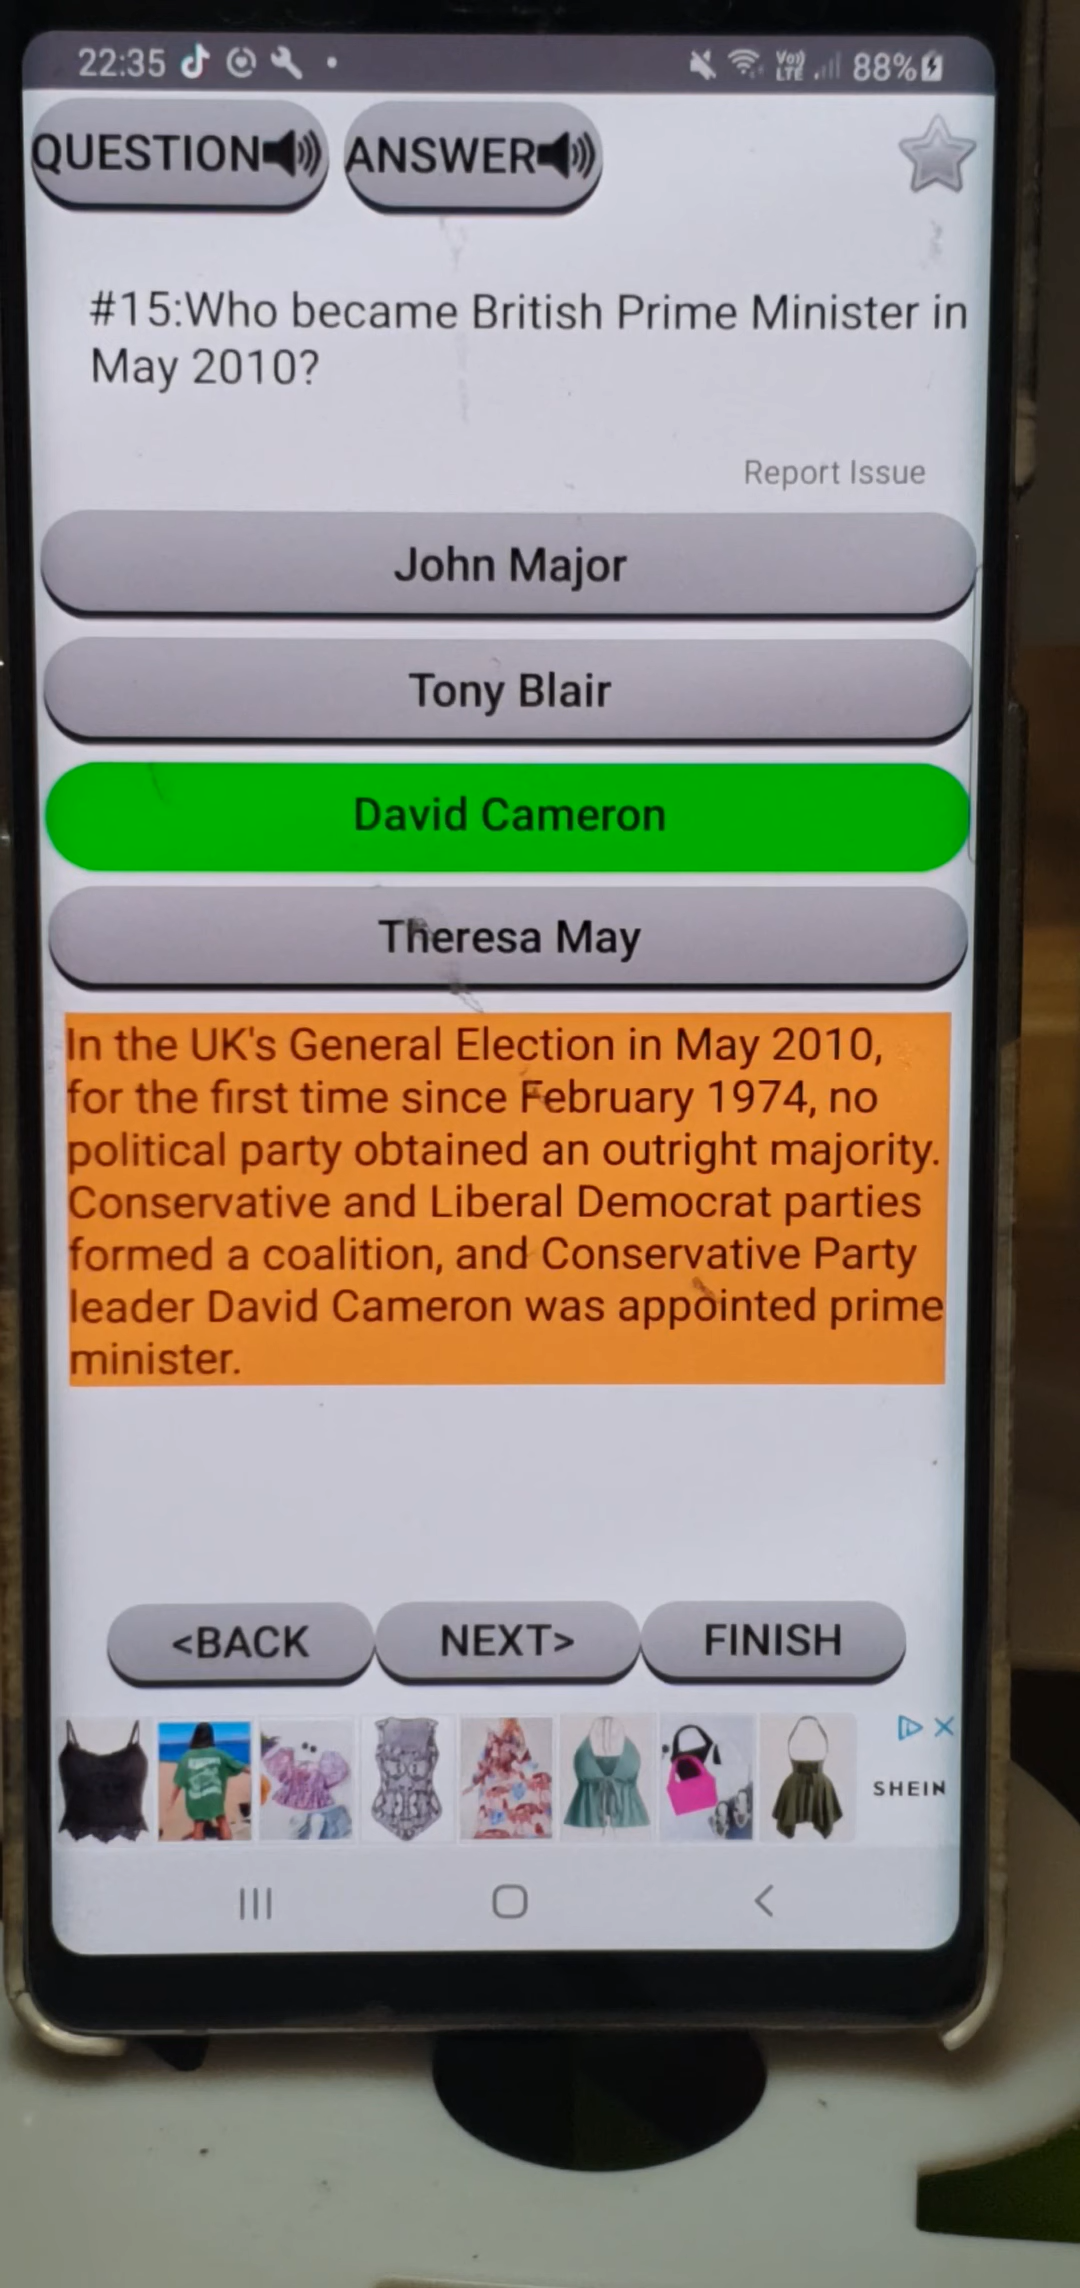 22:35 88%
QUESTION ANSWER
#15:Who became British Prime Minister in
May 2010?
Report Issue
John Major
Tony Blair
David Cameron
Theresa May
In the UK's General Election in May 2010,
for the first time since February 1974, no
political party obtained an outright majority.
Conservative and Liberal Democrat parties
formed a coalition, and Conservative Party
leader David Cameron was appointed prime
minister.
<BACK NEXT> FINISH
SHEIN